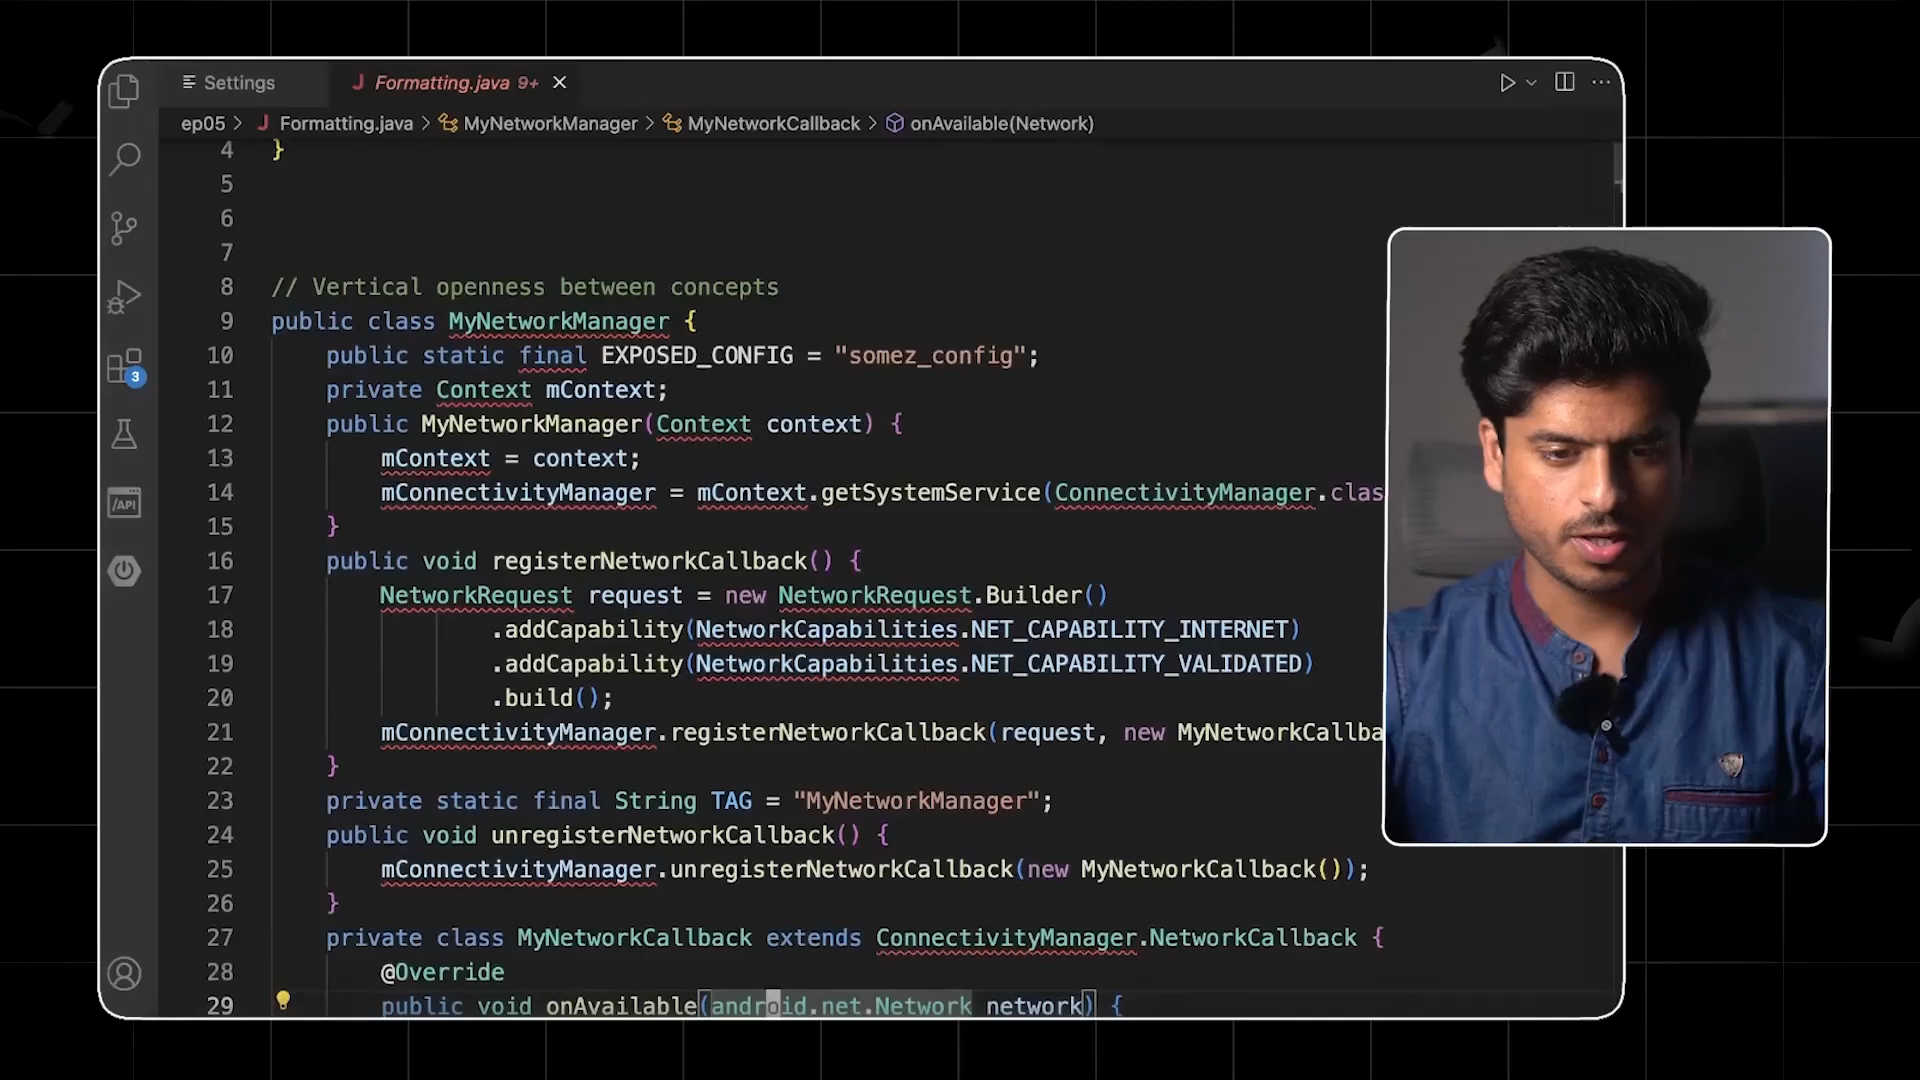 Settings
J Formatting.java 9+
ep05 > J Formatting.java > MyNetworkManager > MyNetworkCallback > onAvailable(Network)
4 }
5
6
7
8 // Vertical openness between concepts
9 public class MyNetworkManager {
10 public static final EXPOSED_CONFIG = "somez_config";
11 private Context mContext;
12 public MyNetworkManager(Context context) {
13 mContext = context;
14 mConnectivityManager = mContext.getSystemService(ConnectivityManager.clas
15 }
16 public void registerNetworkCallback() {
17 NetworkRequest request = new NetworkRequest.Builder()
18 .addCapability(NetworkCapabilities.NET_CAPABILITY_INTERNET)
19 .addCapability(NetworkCapabilities.NET_CAPABILITY_VALIDATED)
20 .build();
21 mConnectivityManager.registerNetworkCallback(request, new MyNetworkCallba
22 }
23 private static final String TAG = "MyNetworkManager";
24 public void unregisterNetworkCallback() {
25 mConnectivityManager.unregisterNetworkCallback(new MyNetworkCallback());
26 }
27 private class MyNetworkCallback extends ConnectivityManager.NetworkCallback {
28 @Override
29 public void onAvailable(android.net.Network network) {
3
/API